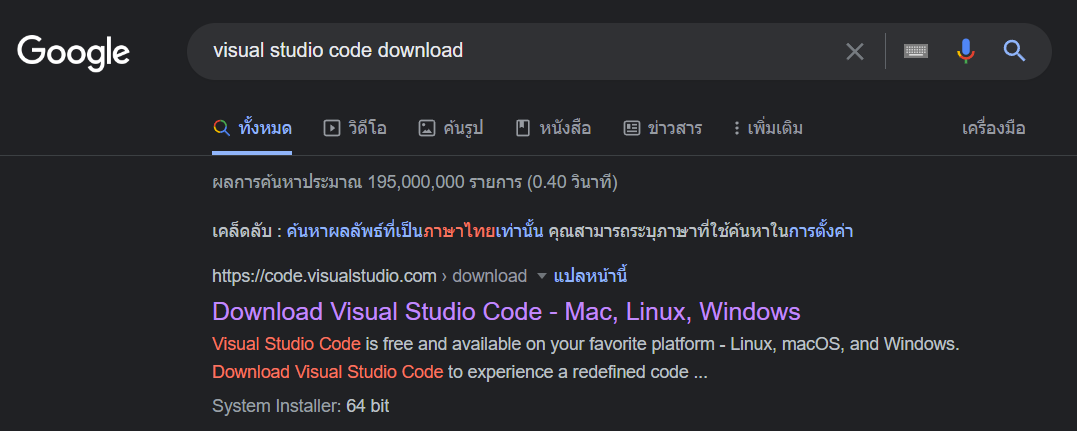 Google visual studio code download
ทั้งหมด วิดีโอ ค้นรูป หนังสือ ข่าวสาร เพิ่มเติม เครื่องมือ
ผลการค้นหาประมาณ 195,000,000 รายการ (0.40 วินาที)
เคล็ดลับ : ค้นหาผลลัพธ์ที่เป็นภาษาไทยเท่านั้น คุณสามารถระบุภาษาที่ใช้ค้นหาในการตั้งค่า
https://code.visualstudio.com › download แปลหน้านี้
Download Visual Studio Code - Mac, Linux, Windows
Visual Studio Code is free and available on your favorite platform - Linux, macOS, and Windows.
Download Visual Studio Code to experience a redefined code ...
System Installer: 64 bit